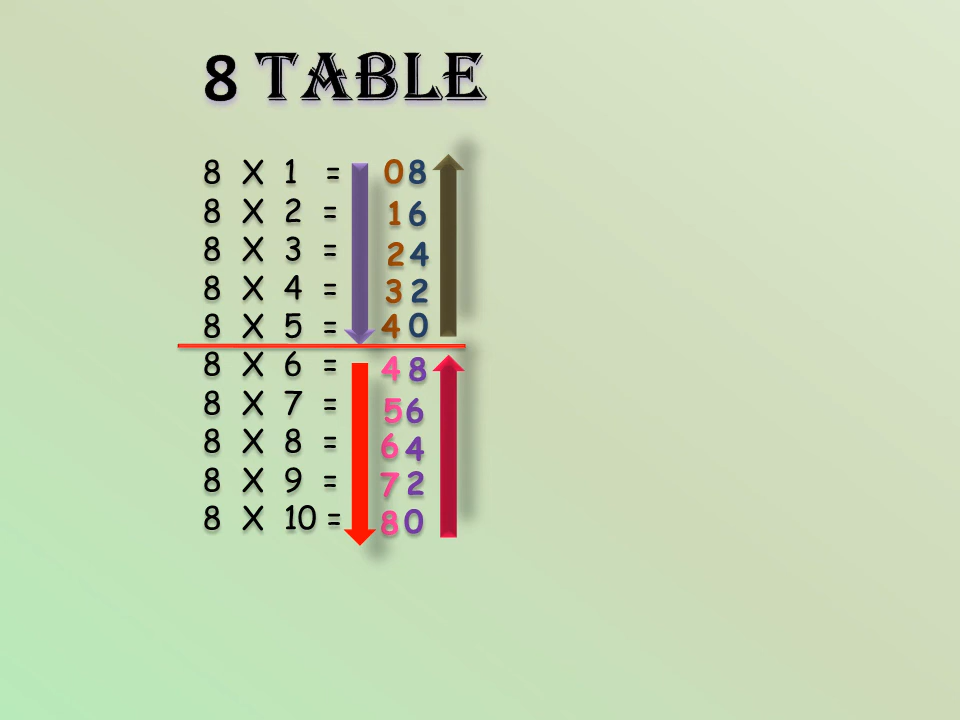 8 TABLE
8 X 1 = 08
8 X 2 = 16
8 X 3 = 24
8 X 4 = 32
8 X 5 = 40
8 X 6 = 48
8 X 7 = 56
8 X 8 = 64
8 X 9 = 72
8 X 10 = 80